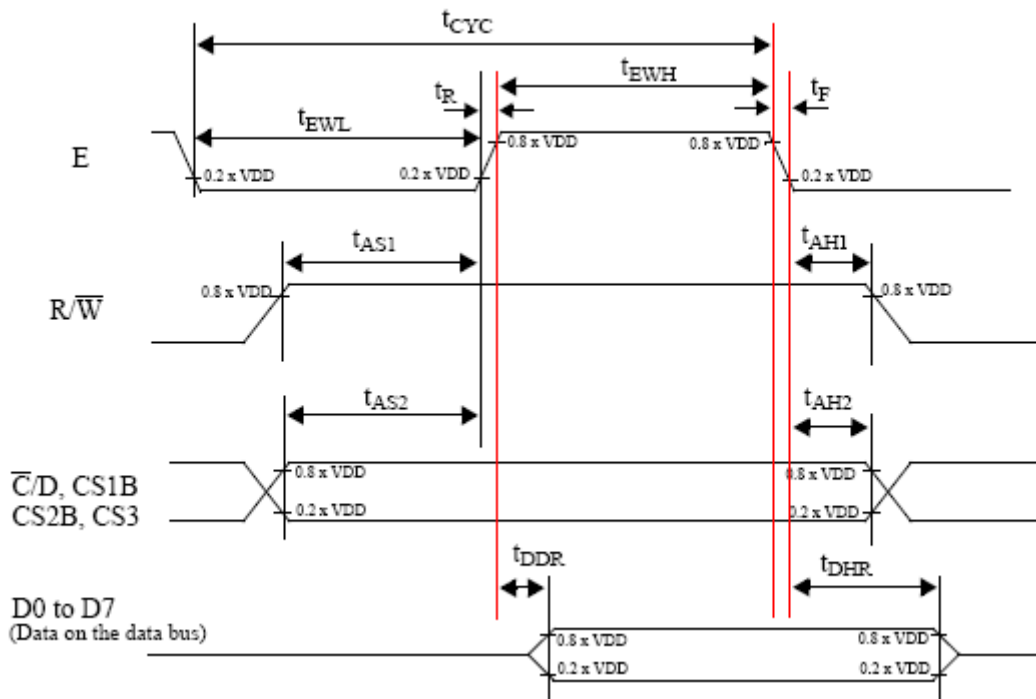 tCYC
tEWH
tR
tF
tEWL
E
0.8 x VDD
0.8 x VDD
0.2 x VDD
0.2 x VDD
0.2 x VDD
tAS1
tAH1
R/W̅
0.8 x VDD
0.8 x VDD
tAS2
tAH2
C̅/D, CS1B
CS2B, CS3
0.8 x VDD
0.8 x VDD
0.2 x VDD
0.2 x VDD
tDDR
tDHR
D0 to D7
(Data on the data bus)
0.8 x VDD
0.8 x VDD
0.2 x VDD
0.2 x VDD